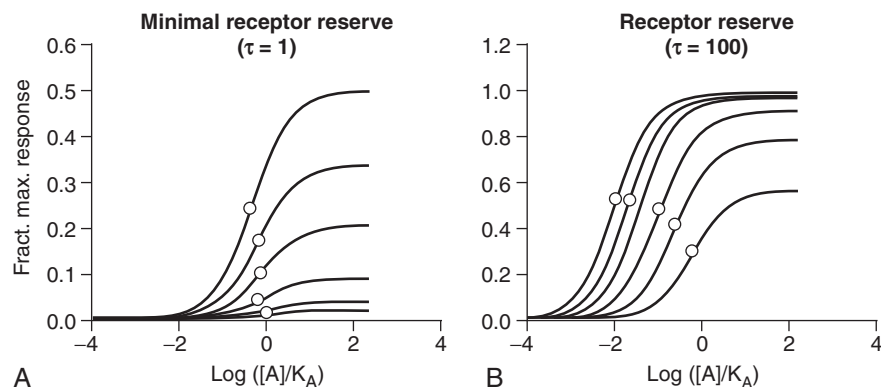 Minimal receptor reserve
(τ = 1)
0.6
0.5
0.4
0.3
0.2
0.1
0.0
Fract. max. response
−4
−2
0
2
4
Log ([A]/K_A)
A
Receptor reserve
(τ = 100)
1.2
1.0
0.8
0.6
0.4
0.2
0.0
−4
−2
0
2
4
Log ([A]/K_A)
B